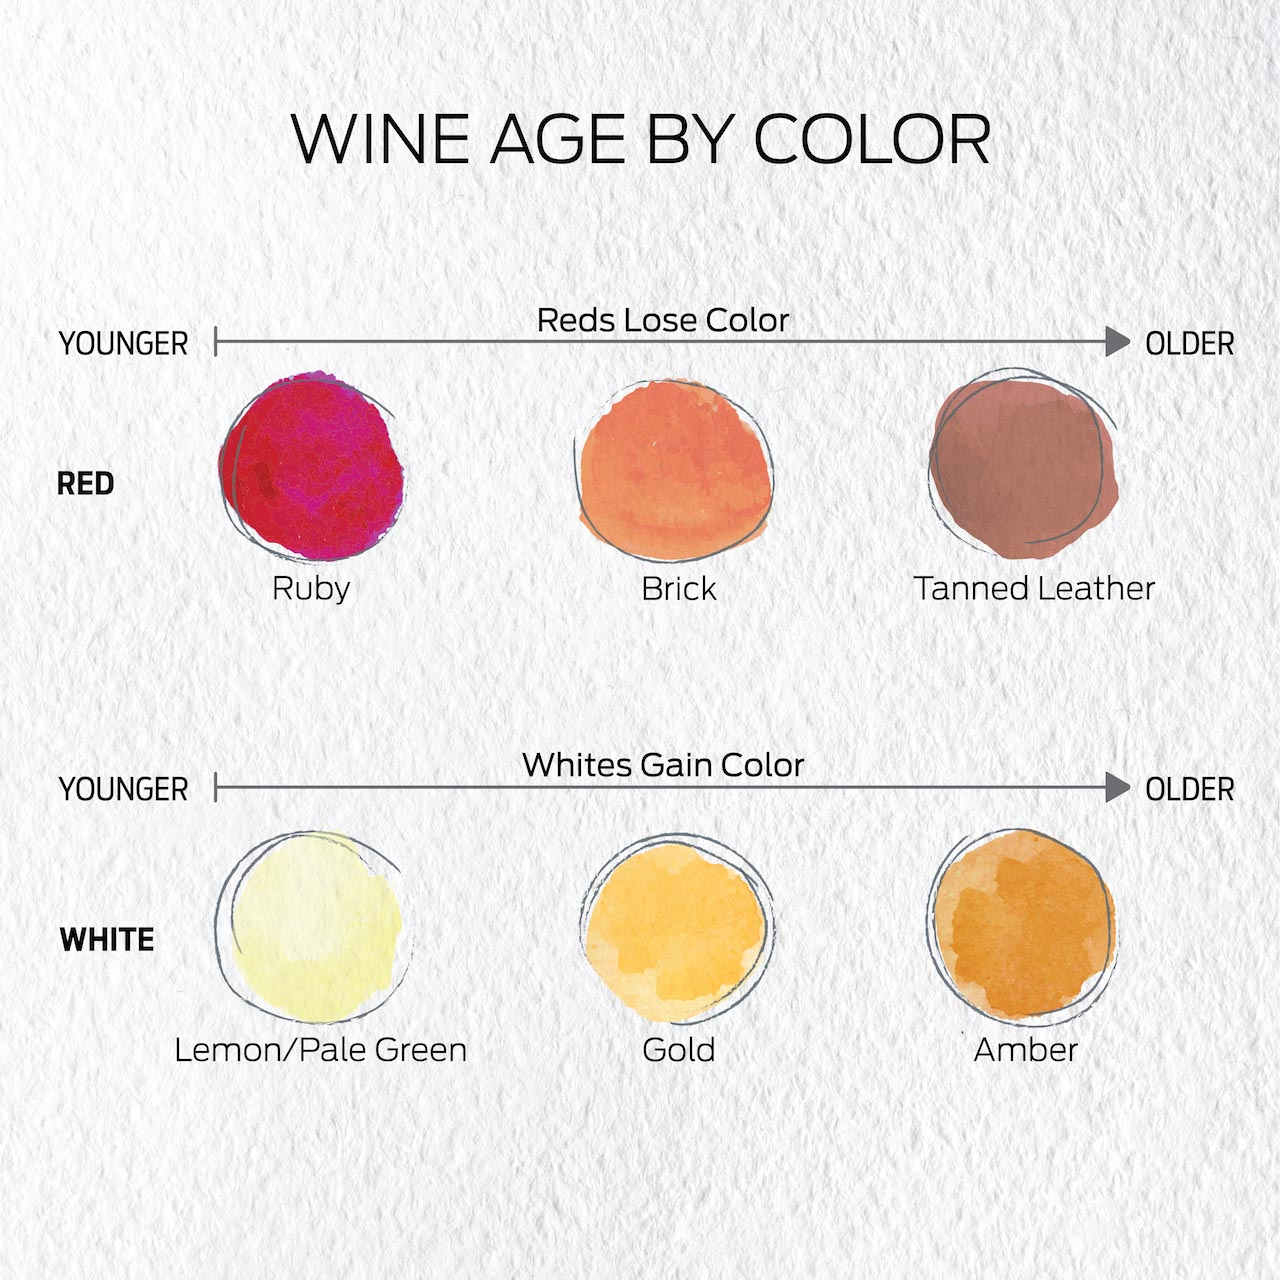 WINE AGE BY COLOR
Reds Lose Color
YOUNGER
OLDER
RED
Ruby
Brick
Tanned Leather
Whites Gain Color
YOUNGER
OLDER
WHITE
Lemon/Pale Green
Gold
Amber